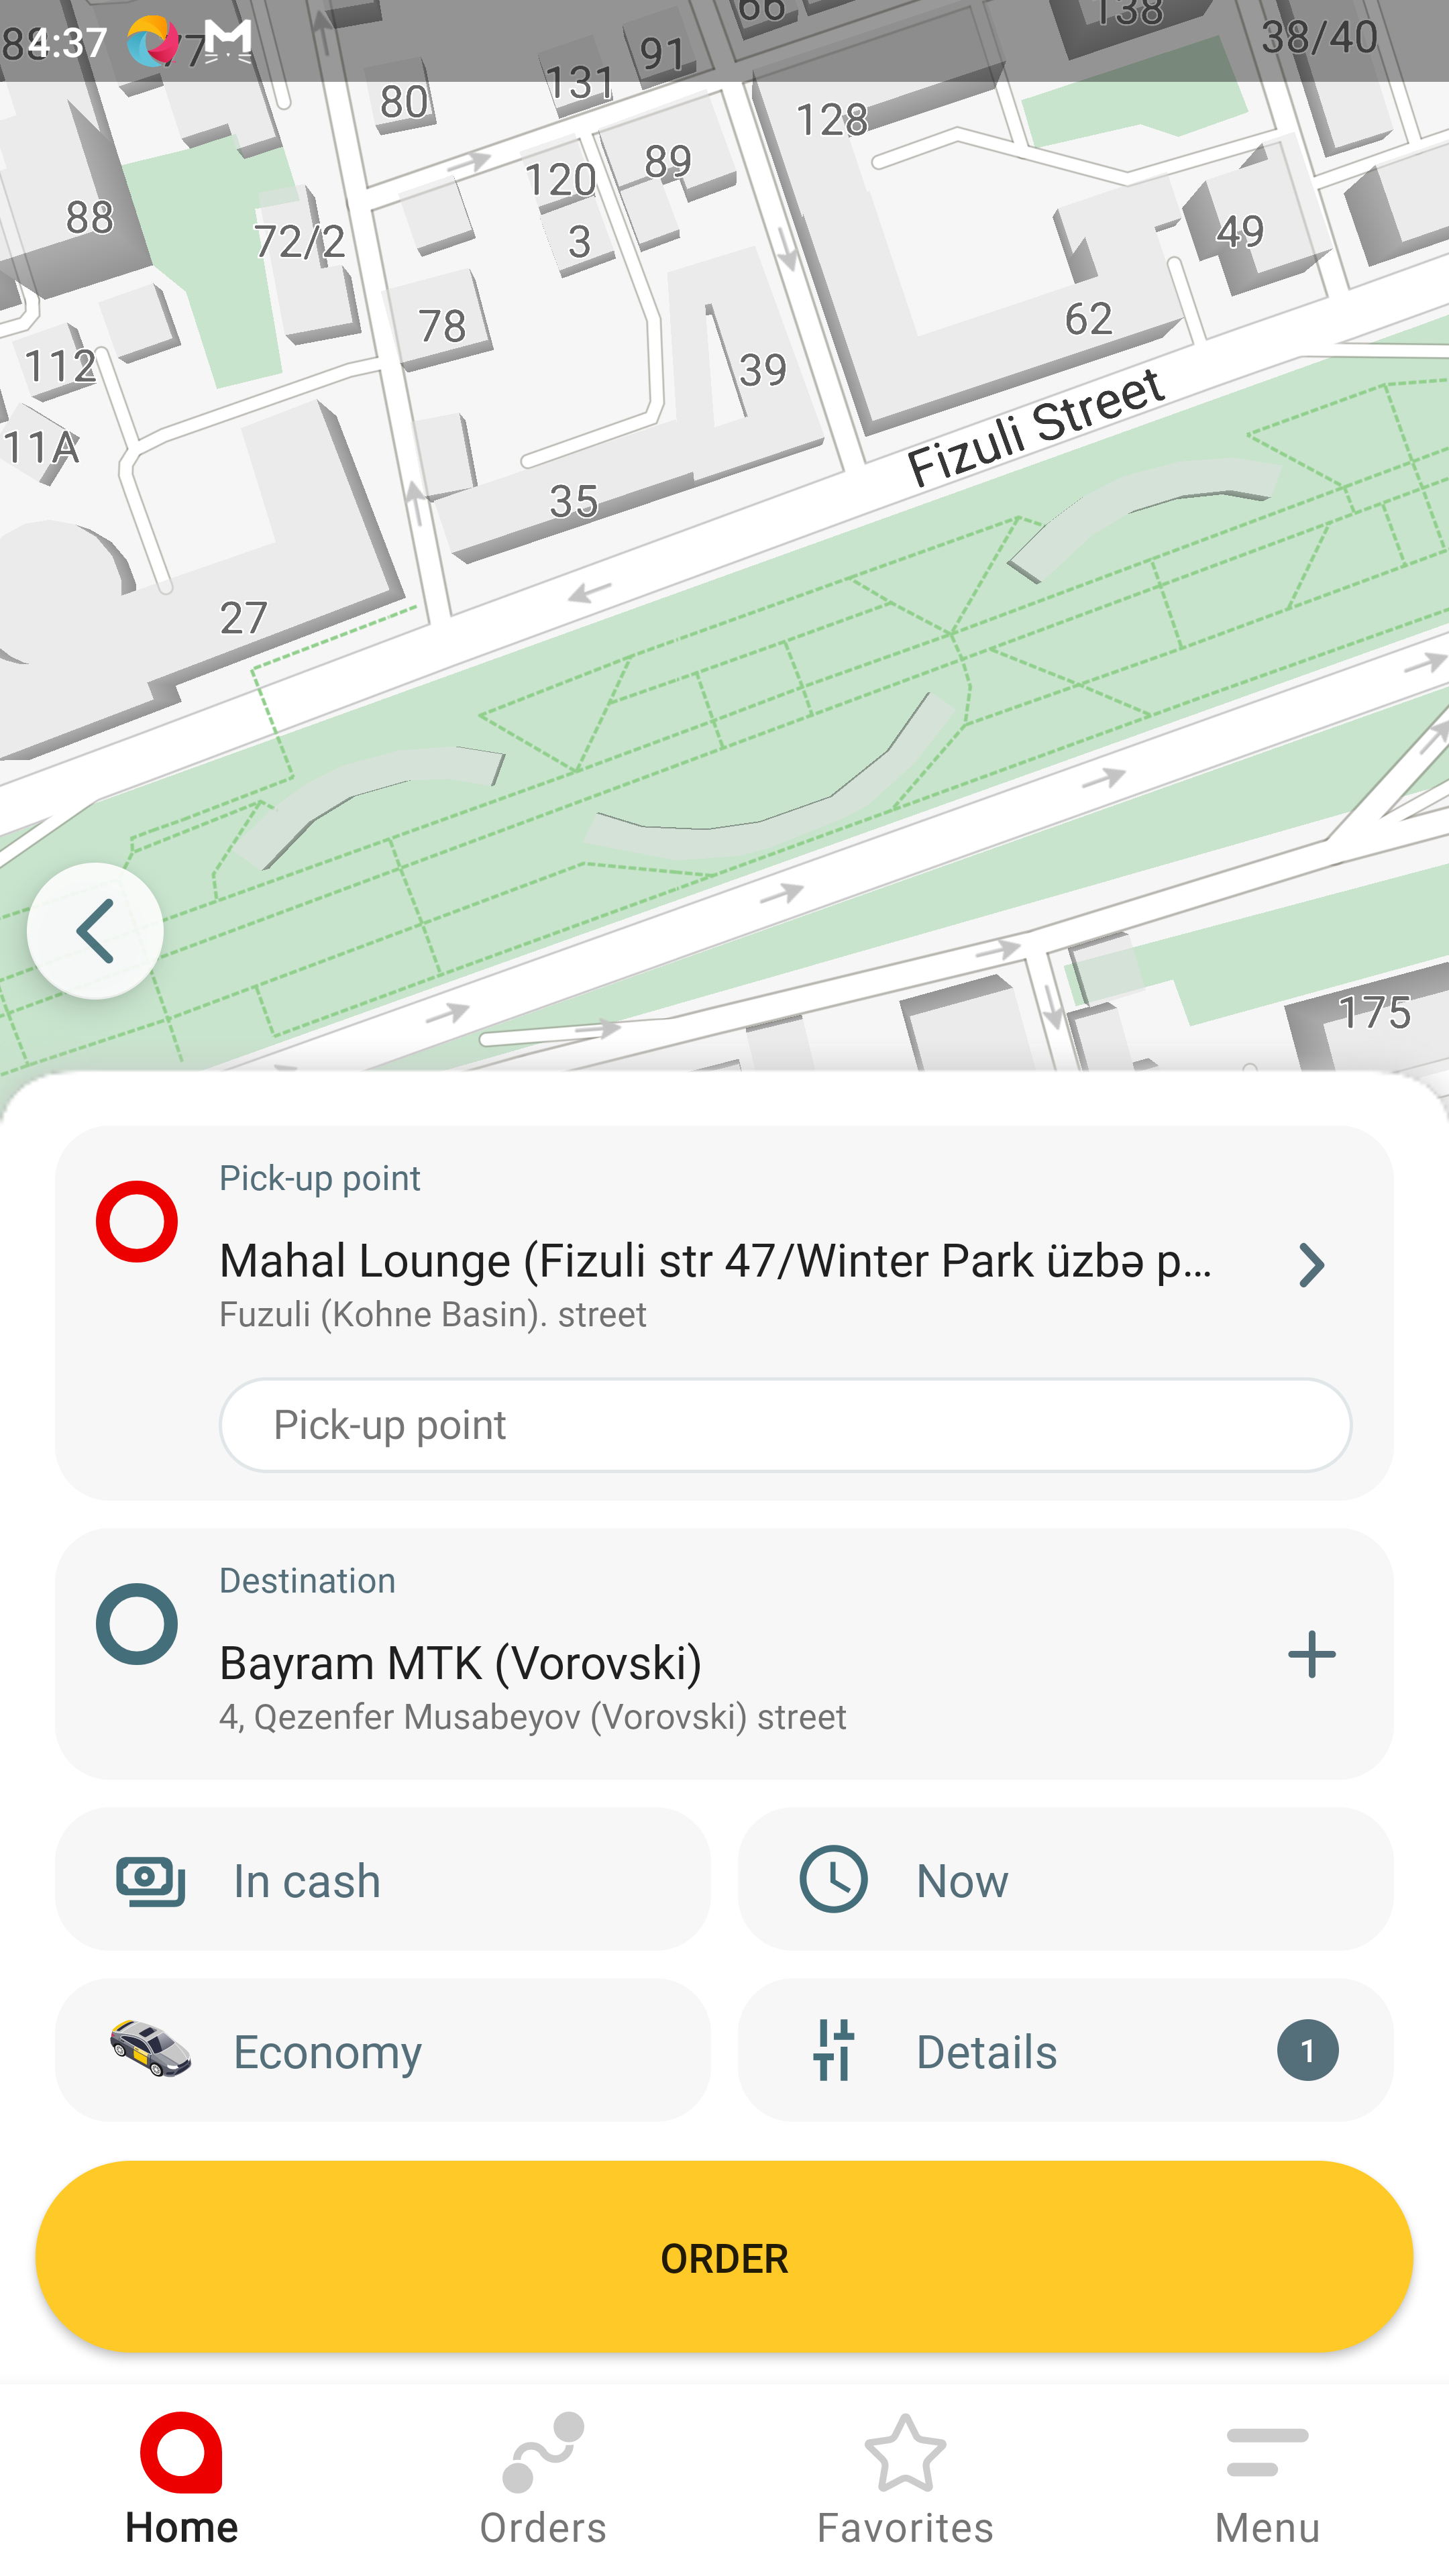 4:37
66
138
38/40
77
91
131
80
128
120
89
88
72/2
3
49
78
62
112
39
Fizuli Street
11A
35
27
175
Pick-up point
Mahal Lounge (Fizuli str 47/Winter Park üzbə p...
Fuzuli (Kohne Basin). street
Pick-up point
Destination
Bayram MTK (Vorovski)
4, Qezenfer Musabeyov (Vorovski) street
In cash
Now
Economy
Details
1
ORDER
Home
Orders
Favorites
Menu